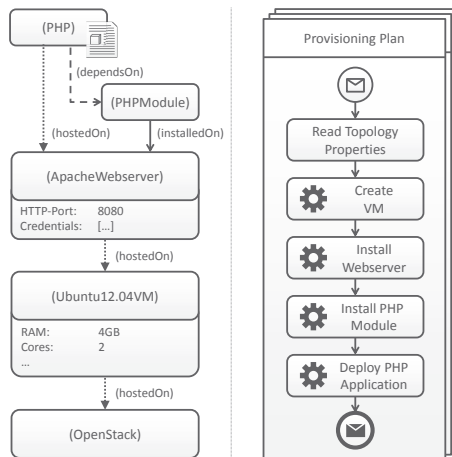 (PHP)
(dependsOn)
(PHPModule)
(hostedOn)
(installedOn)
(ApacheWebserver)
HTTP-Port: 8080
Credentials: [...]
(hostedOn)
(Ubuntu12.04VM)
RAM: 4GB
Cores: 2
...
(hostedOn)
(OpenStack)
Provisioning Plan
Read Topology
Properties
Create
VM
Install
Webserver
Install PHP
Module
Deploy PHP
Application